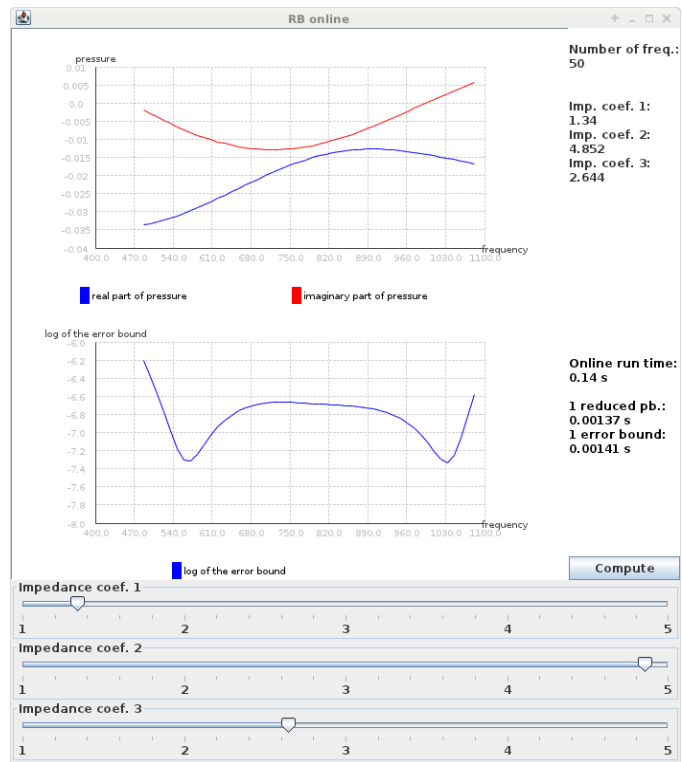 RB online
pressure
0.01
0.005
0.0
-0.005
-0.01
-0.015
-0.02
-0.025
-0.03
-0.035
-0.04
400.0 470.0 540.0 610.0 680.0 750.0 820.0 890.0 960.0 1030.0 1100.0
frequency
real part of pressure imaginary part of pressure
Number of freq.:
50
Imp. coef. 1:
1.34
Imp. coef. 2:
4.852
Imp. coef. 3:
2.644
log of the error bound
-6.0
-6.2
-6.4
-6.6
-6.8
-7.0
-7.2
-7.4
-7.6
-7.8
-8.0
400.0 470.0 540.0 610.0 680.0 750.0 820.0 890.0 960.0 1030.0 1100.0
frequency
log of the error bound
Online run time:
0.14 s
1 reduced pb.:
0.00137 s
1 error bound:
0.00141 s
Compute
Impedance coef. 1
1 2 3 4 5
Impedance coef. 2
1 2 3 4 5
Impedance coef. 3
1 2 3 4 5